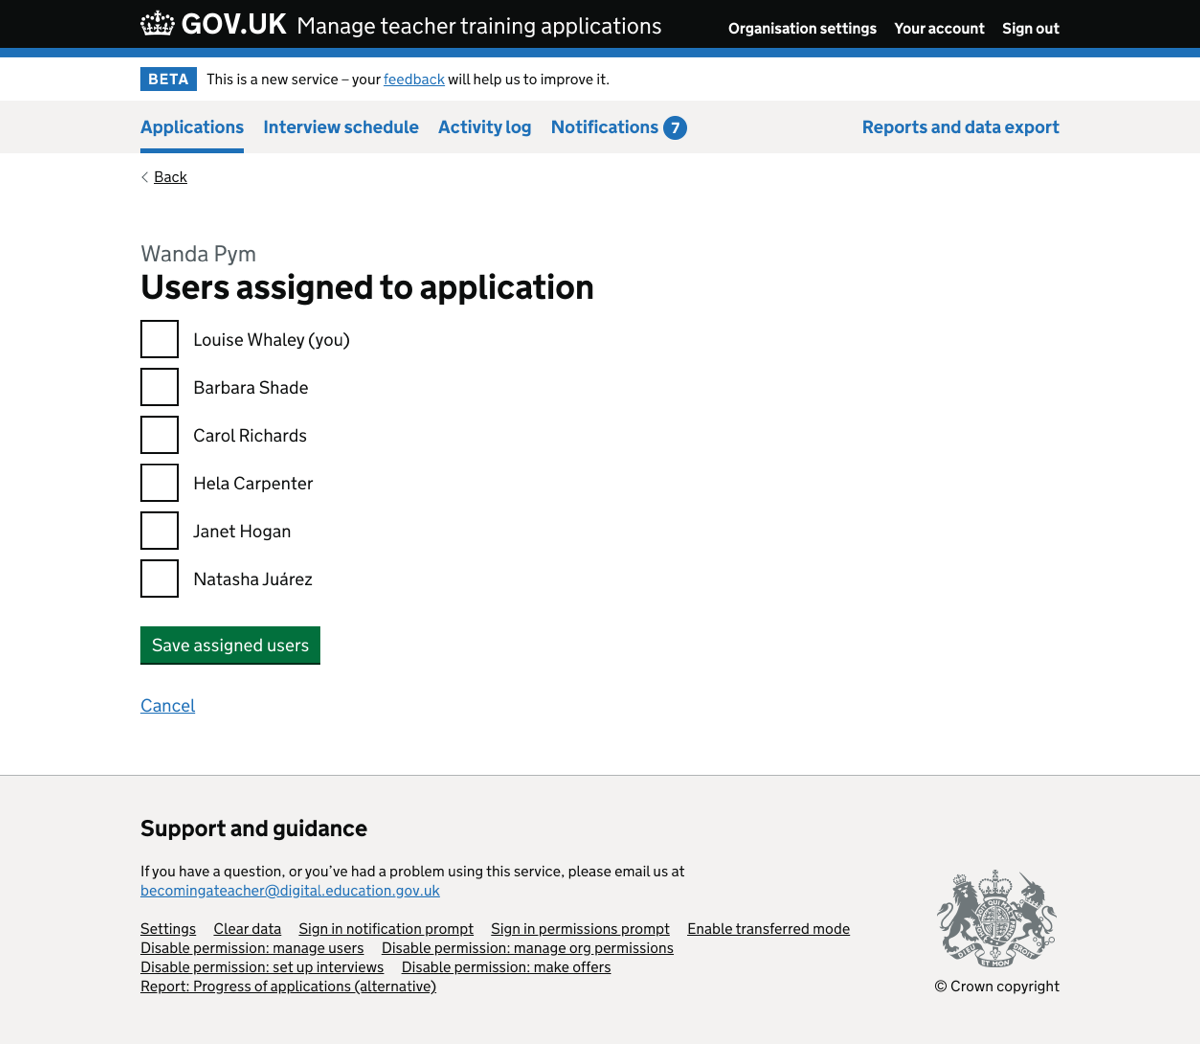 GOV.UK Manage teacher training applications Organisation settings Your account Sign out
BETA This is a new service – your feedback will help us to improve it.
Applications Interview schedule Activity log Notifications 7 Reports and data export
Back
Wanda Pym
Users assigned to application
Louise Whaley (you)
Barbara Shade
Carol Richards
Hela Carpenter
Janet Hogan
Natasha Juárez
Save assigned users
Cancel
Support and guidance
If you have a question, or you’ve had a problem using this service, please email us at
becomingateacher@digital.education.gov.uk
Settings Clear data Sign in notification prompt Sign in permissions prompt Enable transferred mode
Disable permission: manage users Disable permission: manage org permissions
Disable permission: set up interviews Disable permission: make offers
Report: Progress of applications (alternative)
DIEU ET MON DROIT
© Crown copyright